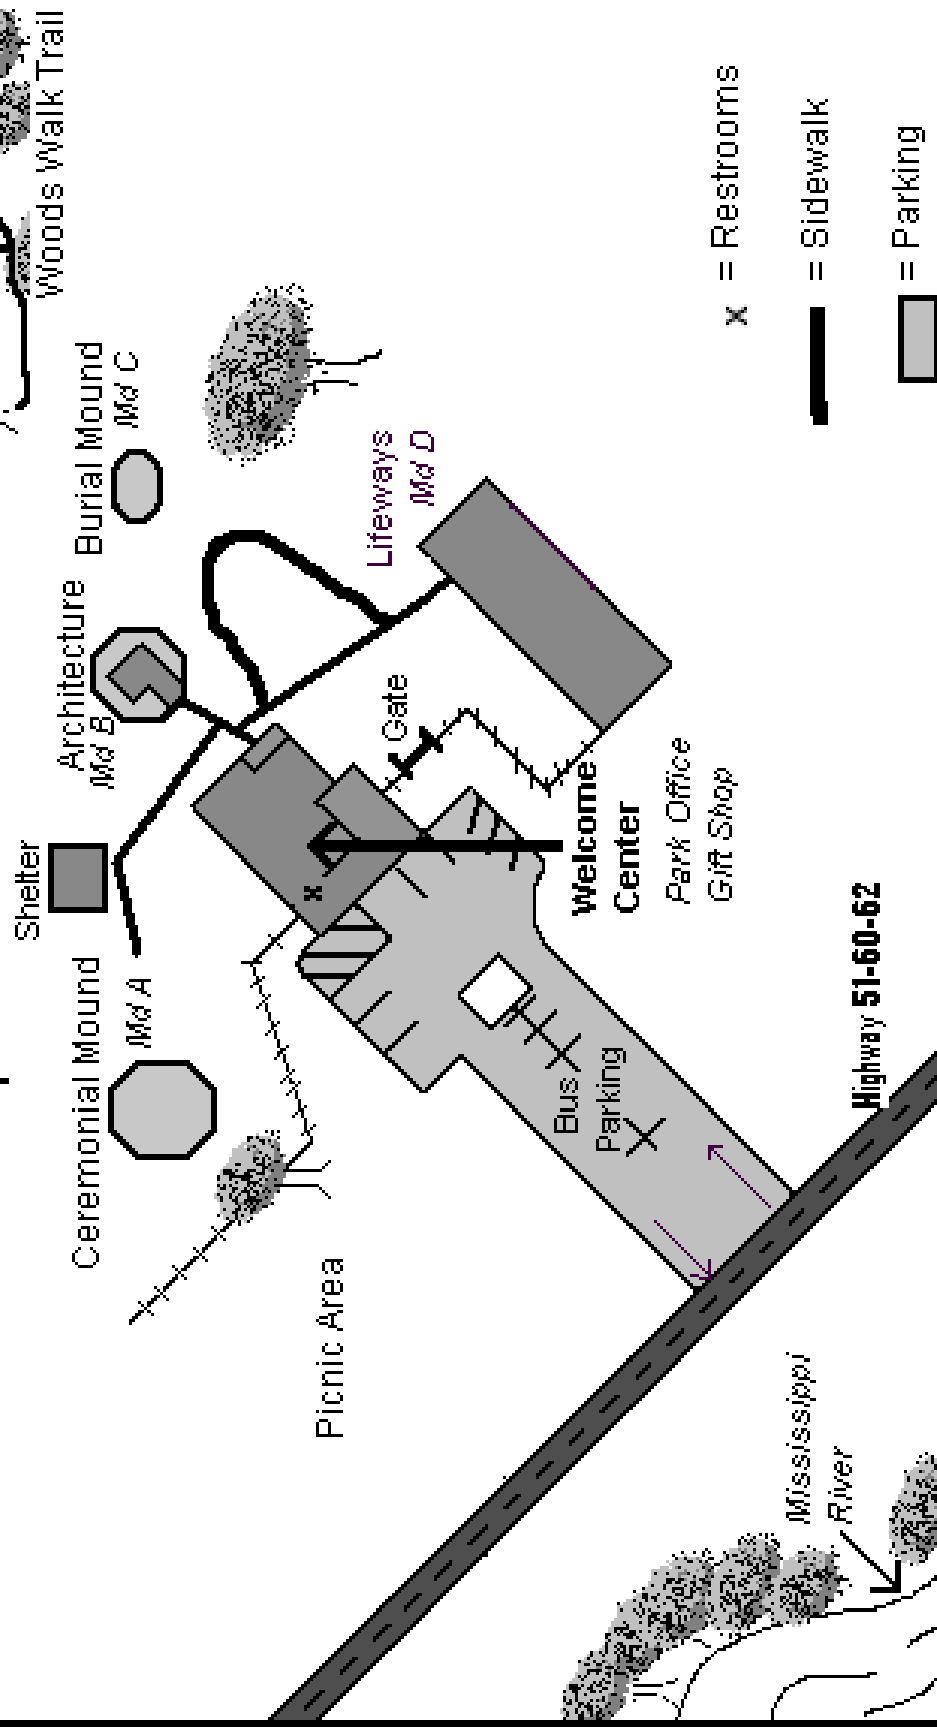 Woods Walk Trail
Burial Mound
Md C
Architecture
Md B
Shelter
Ceremonial Mound
Md A
Lifeways
Md D
Gate
Welcome
Center
Park Office
Gift Shop
Bus
Parking
Picnic Area
Highway 51-60-62
Mississippi
River
x = Restrooms
= Sidewalk
= Parking